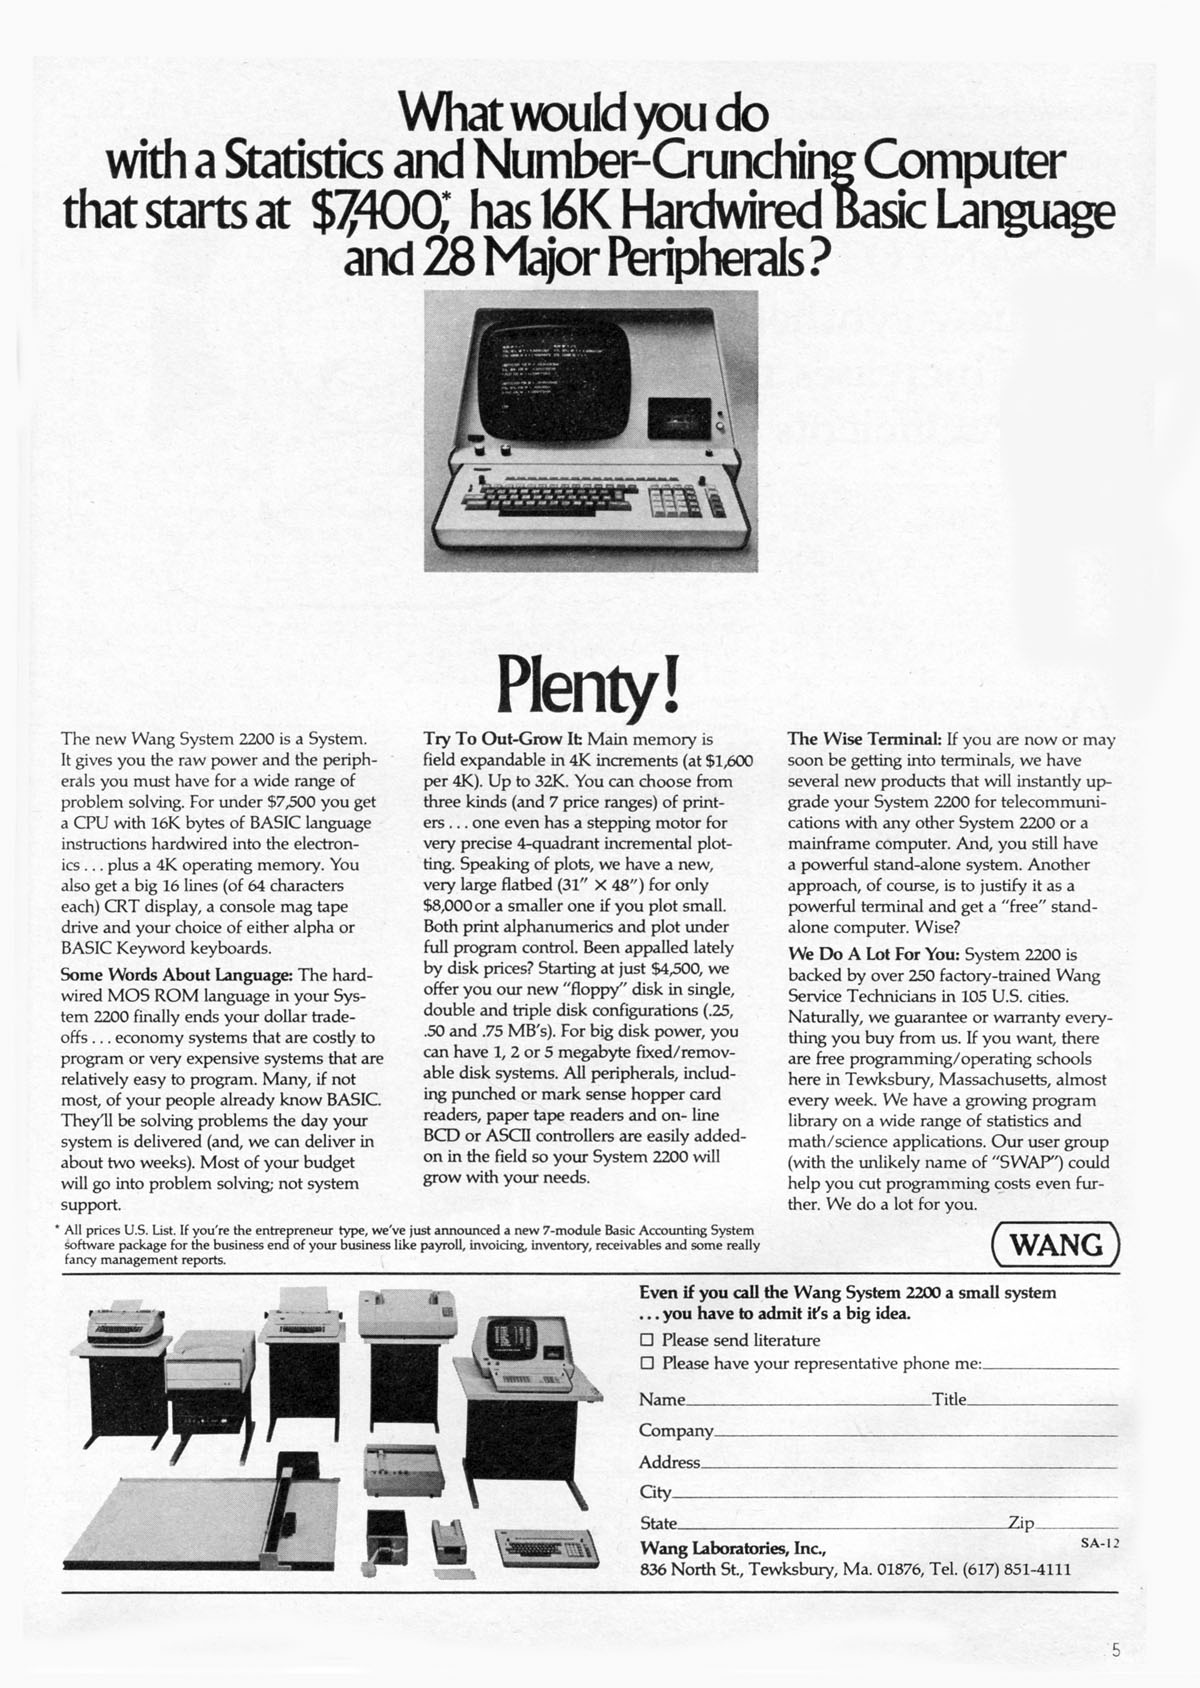 What would you do
with a Statistics and Number-Crunching Computer
that starts at $7,400,* has 16K Hardwired Basic Language
and 28 Major Peripherals?
Plenty!
The new Wang System 2200 is a System.
It gives you the raw power and the periph-
erals you must have for a wide range of
problem solving. For under $7,500 you get
a CPU with 16K bytes of BASIC language
instructions hardwired into the electron-
ics . . . plus a 4K operating memory. You
also get a big 16 lines (of 64 characters
each) CRT display, a console mag tape
drive and your choice of either alpha or
BASIC Keyword keyboards.
Some Words About Language: The hard-
wired MOS ROM language in your Sys-
tem 2200 finally ends your dollar trade-
offs . . . economy systems that are costly to
program or very expensive systems that are
relatively easy to program. Many, if not
most, of your people already know BASIC.
They'll be solving problems the day your
system is delivered (and, we can deliver in
about two weeks). Most of your budget
will go into problem solving; not system
support.
Try To Out-Grow It: Main memory is
field expandable in 4K increments (at $1,600
per 4K). Up to 32K. You can choose from
three kinds (and 7 price ranges) of print-
ers . . . one even has a stepping motor for
very precise 4-quadrant incremental plot-
ting. Speaking of plots, we have a new,
very large flatbed (31" × 48") for only
$8,000 or a smaller one if you plot small.
Both print alphanumerics and plot under
full program control. Been appalled lately
by disk prices? Starting at just $4,500, we
offer you our new "floppy" disk in single,
double and triple disk configurations (.25,
.50 and .75 MB's). For big disk power, you
can have 1, 2 or 5 megabyte fixed/remov-
able disk systems. All peripherals, includ-
ing punched or mark sense hopper card
readers, paper tape readers and on- line
BCD or ASCII controllers are easily added-
on in the field so your System 2200 will
grow with your needs.
The Wise Terminal: If you are now or may
soon be getting into terminals, we have
several new products that will instantly up-
grade your System 2200 for telecommuni-
cations with any other System 2200 or a
mainframe computer. And, you still have
a powerful stand-alone system. Another
approach, of course, is to justify it as a
powerful terminal and get a "free" stand-
alone computer. Wise?
We Do A Lot For You: System 2200 is
backed by over 250 factory-trained Wang
Service Technicians in 105 U.S. cities.
Naturally, we guarantee or warranty every-
thing you buy from us. If you want, there
are free programming/operating schools
here in Tewksbury, Massachusetts, almost
every week. We have a growing program
library on a wide range of statistics and
math/science applications. Our user group
(with the unlikely name of "SWAP") could
help you cut programming costs even fur-
ther. We do a lot for you.
* All prices U.S. List. If you're the entrepreneur type, we've just announced a new 7-module Basic Accounting System
software package for the business end of your business like payroll, invoicing, inventory, receivables and some really
fancy management reports.
WANG
Even if you call the Wang System 2200 a small system
. . . you have to admit it's a big idea.
☐ Please send literature
☐ Please have your representative phone me:
Name Title
Company
Address
City
State Zip
SA-12
Wang Laboratories, Inc.,
836 North St., Tewksbury, Ma. 01876, Tel. (617) 851-4111
5